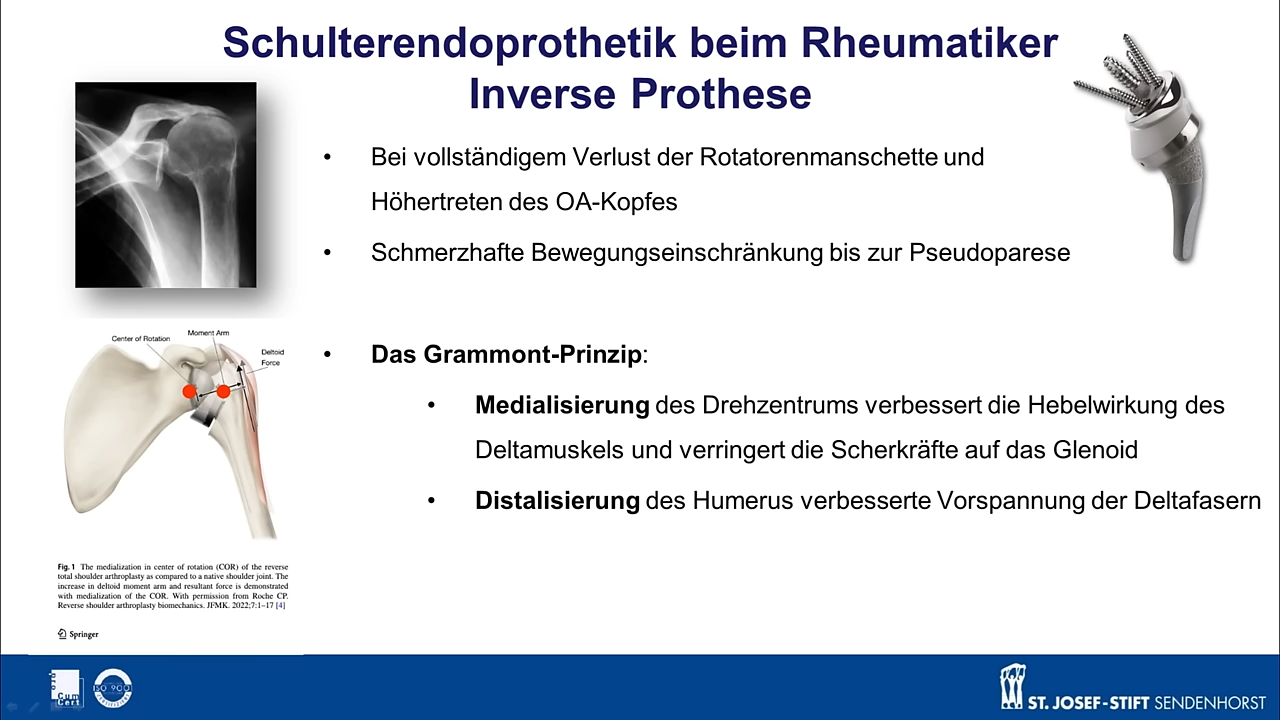 Schulterendoprothetik beim Rheumatiker
Inverse Prothese
• Bei vollständigem Verlust der Rotatorenmanschette und
Höhertreten des OA-Kopfes
• Schmerzhafte Bewegungseinschränkung bis zur Pseudoparese
Center of Rotation
Moment Arm
Deltoid
Force
• Das Grammont-Prinzip:
• Medialisierung des Drehzentrums verbessert die Hebelwirkung des
Deltamuskels und verringert die Scherkräfte auf das Glenoid
• Distalisierung des Humerus verbesserte Vorspannung der Deltafasern
Fig. 1 The medialization in center of rotation (COR) of the reverse
total shoulder arthroplasty as compared to a native shoulder joint. The
increase in deltoid moment arm and resultant force is demonstrated
with medialization of the COR. With permission from Roche CP.
Reverse shoulder arthroplasty biomechanics. JFMK. 2022;7:1–17 [4]
Springer
pro
Cum
Cert
ISO 9001
ST. JOSEF-STIFT SENDENHORST